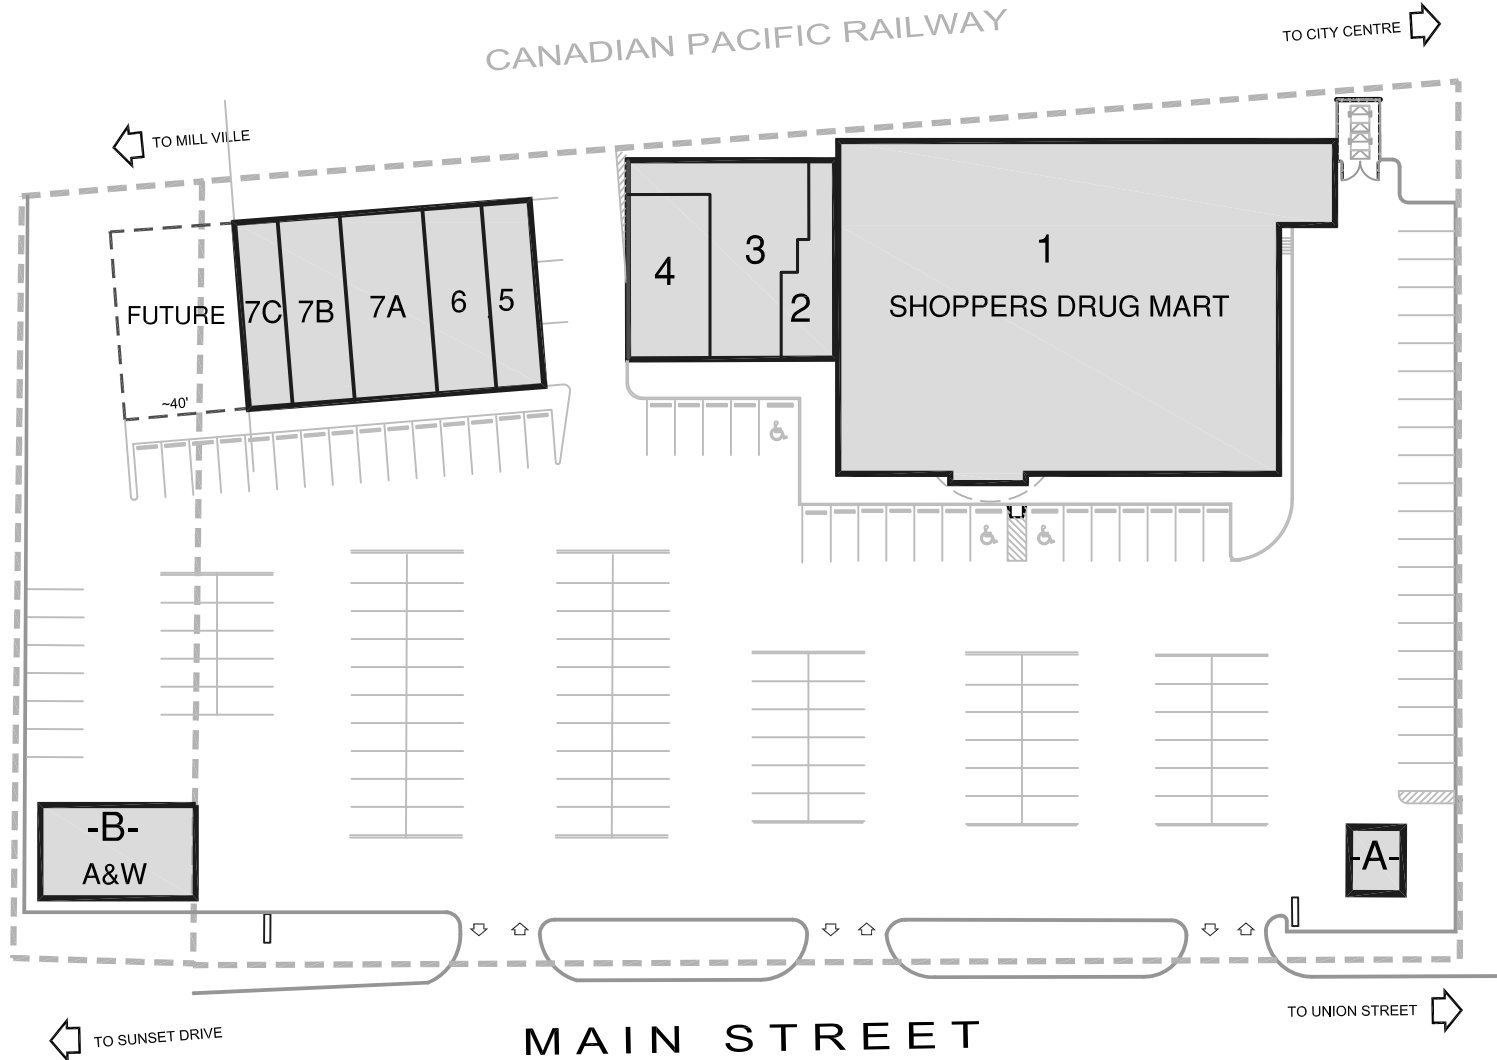 CANADIAN PACIFIC RAILWAY
TO CITY CENTRE
TO MILL VILLE
FUTURE
~40'
7C
7B
7A
6
5
4
3
2
1
SHOPPERS DRUG MART
-B-
A&W
-A-
TO SUNSET DRIVE
MAIN STREET
TO UNION STREET